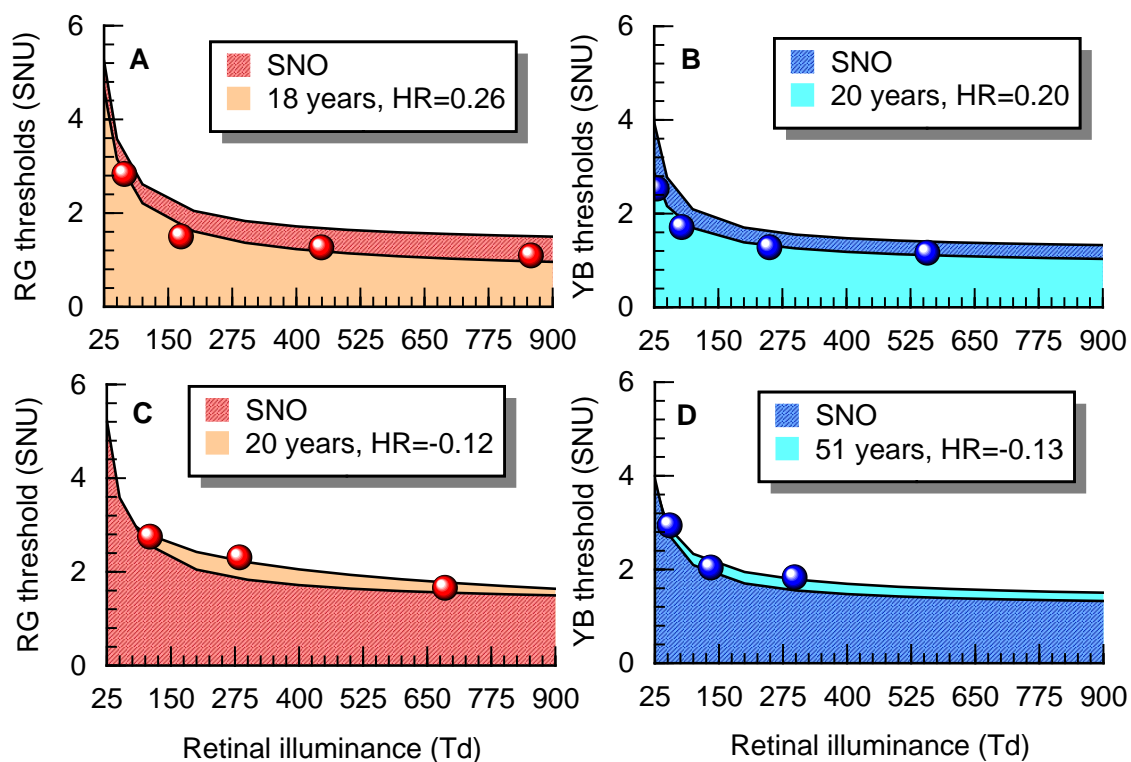 A
SNO
18 years, HR=0.26
RG thresholds (SNU)
6
4
2
0
25 150 275 400 525 650 775 900
B
SNO
20 years, HR=0.20
YB thresholds (SNU)
6
4
2
0
25 150 275 400 525 650 775 900
C
SNO
20 years, HR=-0.12
RG threshold (SNU)
6
4
2
0
25 150 275 400 525 650 775 900
Retinal illuminance (Td)
D
SNO
51 years, HR=-0.13
YB threshold (SNU)
6
4
2
0
25 150 275 400 525 650 775 900
Retinal illuminance (Td)